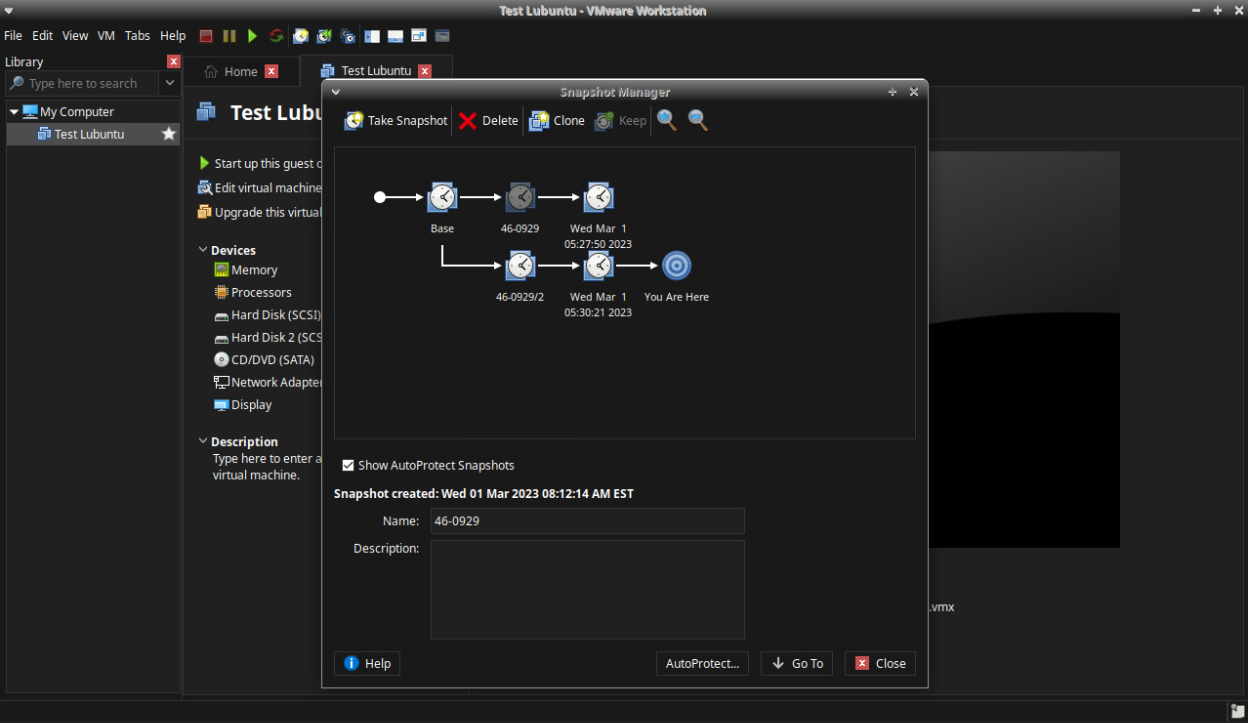 Test Lubuntu - VMware Workstation
File Edit View VM Tabs Help
Library
Type here to search
My Computer
Test Lubuntu
Home
Test Lubuntu
Test Lubu
Start up this guest o
Edit virtual machine
Upgrade this virtual
Devices
Memory
Processors
Hard Disk (SCSI)
Hard Disk 2 (SCS
CD/DVD (SATA)
Network Adapter
Display
Description
Type here to enter a
virtual machine.
Snapshot Manager
Take Snapshot Delete Clone Keep
Base
46-0929
Wed Mar 1
05:27:50 2023
46-0929/2
Wed Mar 1
05:30:21 2023
You Are Here
Show AutoProtect Snapshots
Snapshot created: Wed 01 Mar 2023 08:12:14 AM EST
Name: 46-0929
Description:
Help AutoProtect... Go To Close
.vmx